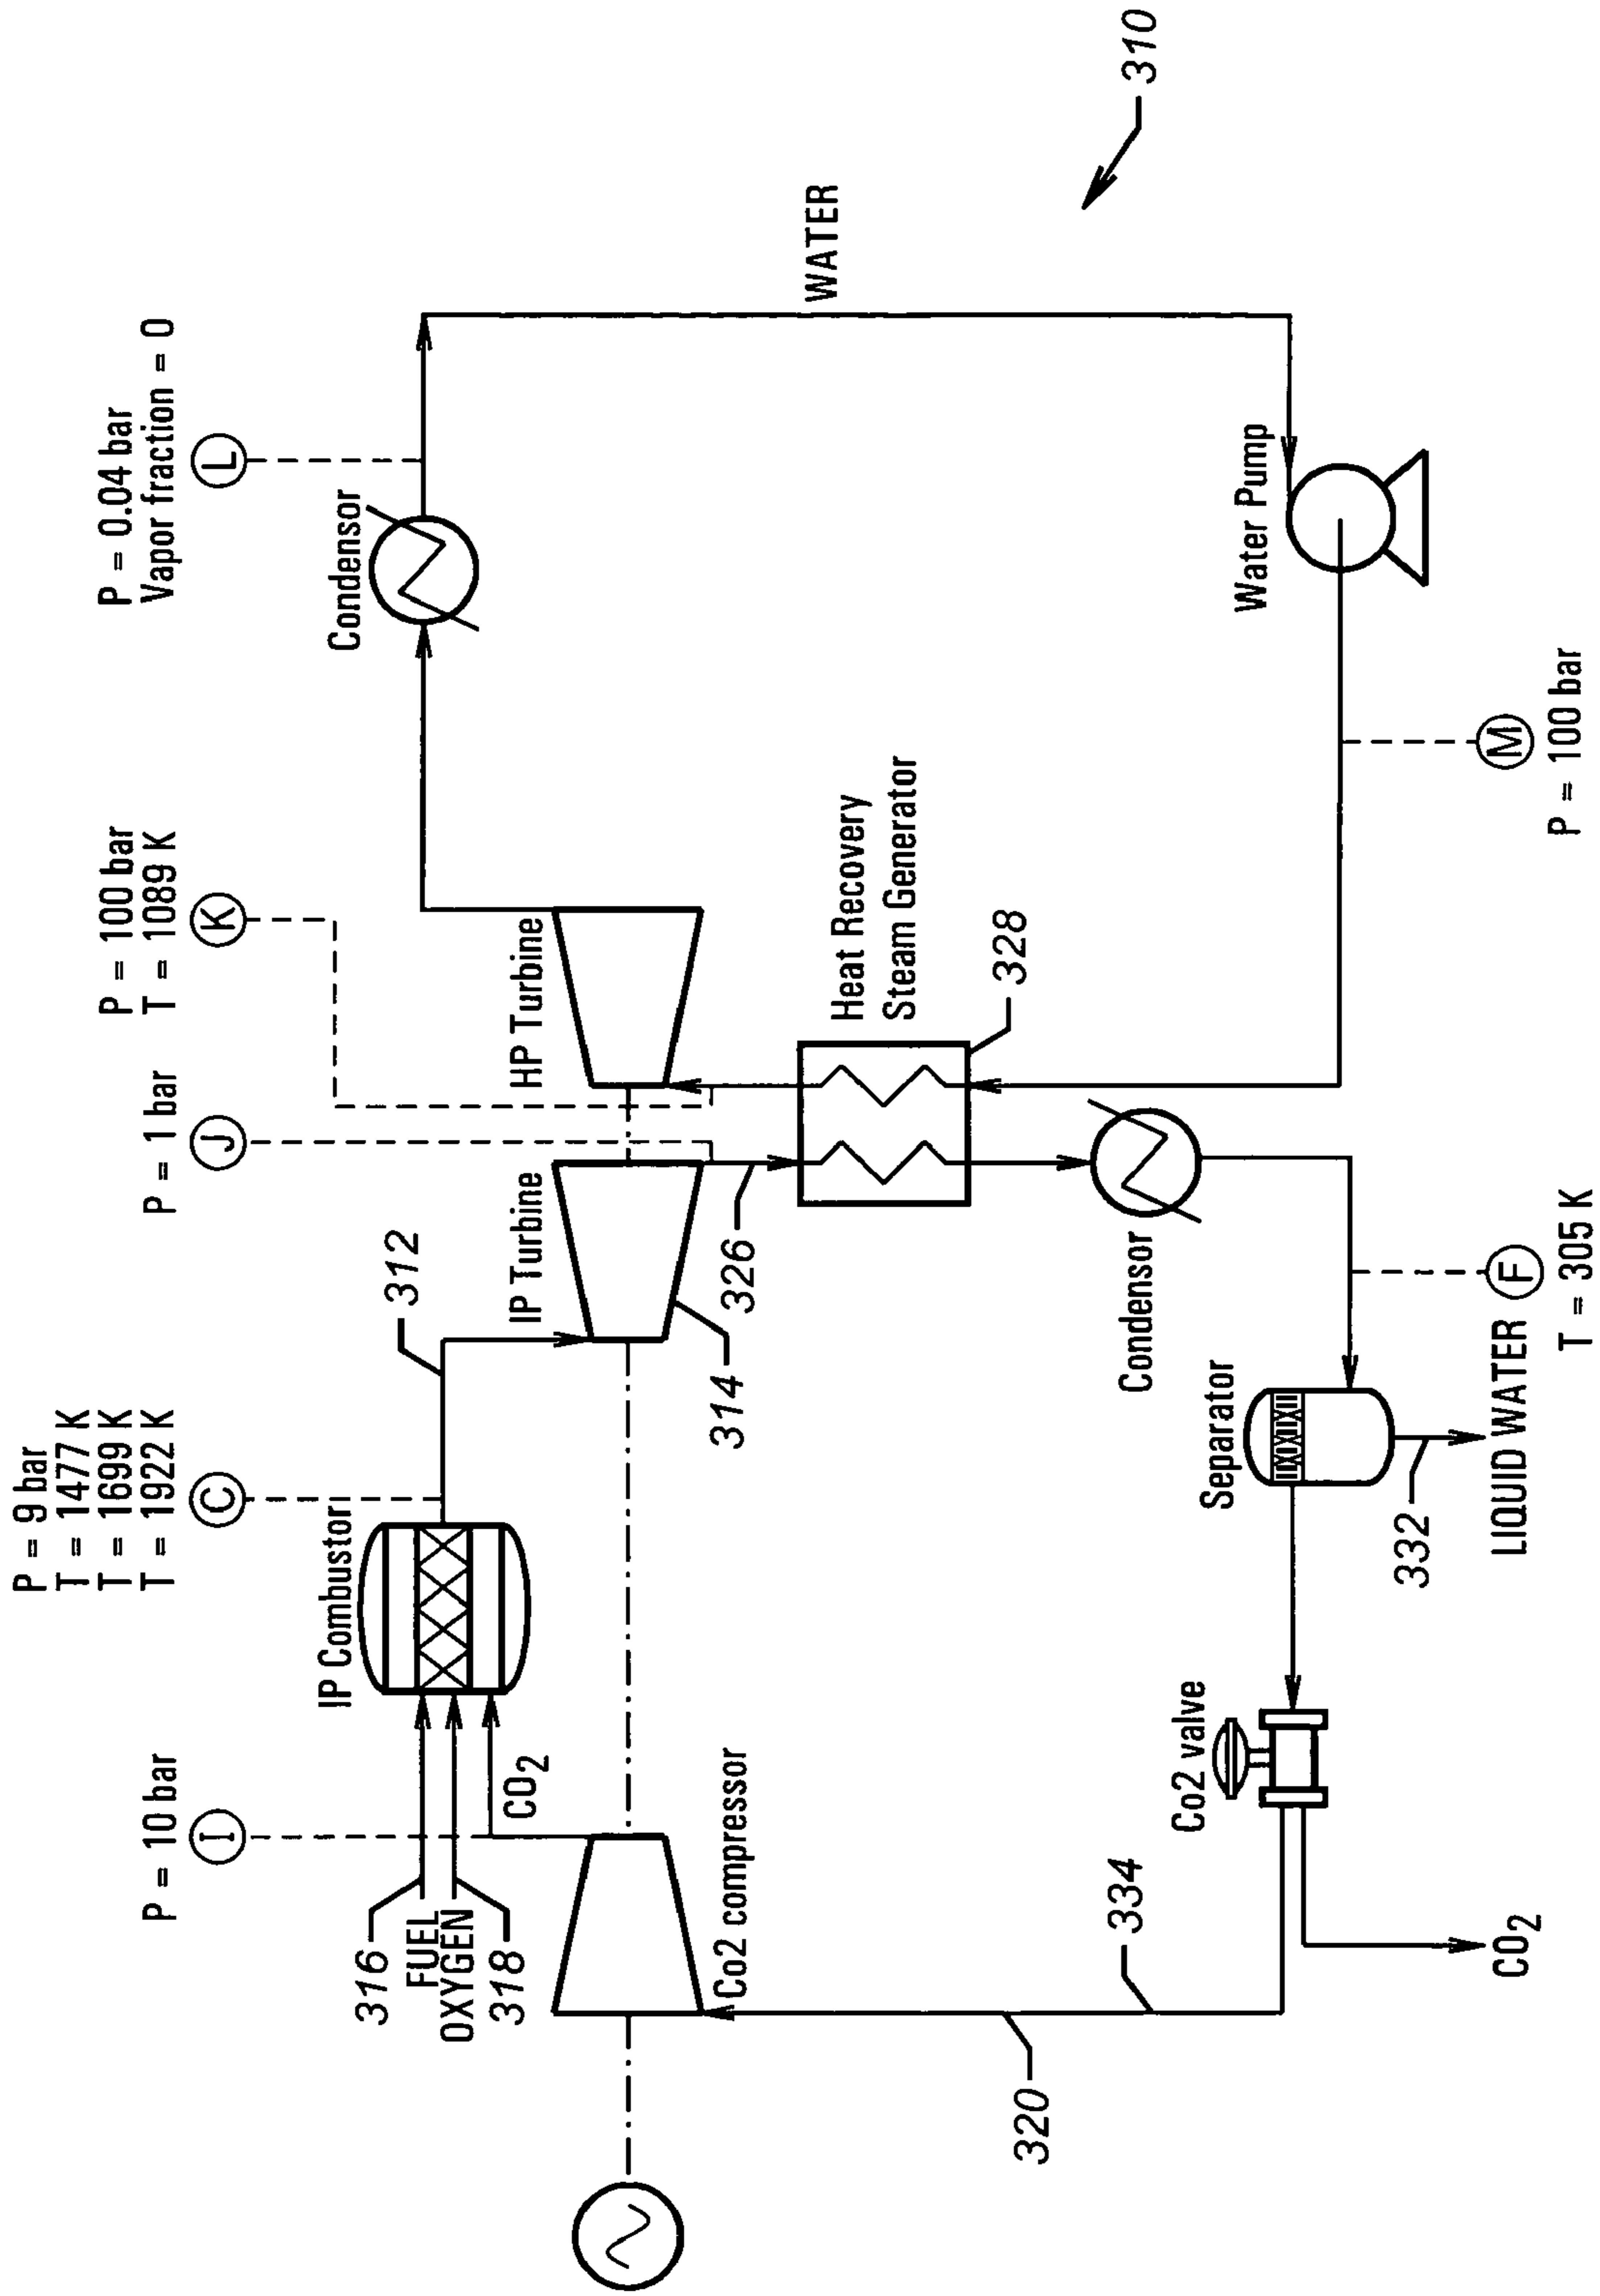 P = 10 bar
I
P = 9 bar
T = 1477 K
T = 1699 K
T = 1922 K
C
P = 1 bar
J
P = 100 bar
T = 1089 K
K
P = 0.04 bar
Vapor fraction = 0
L
316
FUEL
OXYGEN
318
CO2
IP Combustor
312
IP Turbine
HP Turbine
Condensor
WATER
310
Co2 compressor
314
326
Heat Recovery
Steam Generator
328
320
334
Co2 valve
CO2
Separator
332
LIQUID WATER
Condensor
F
T = 305 K
Water Pump
M
P = 100 bar